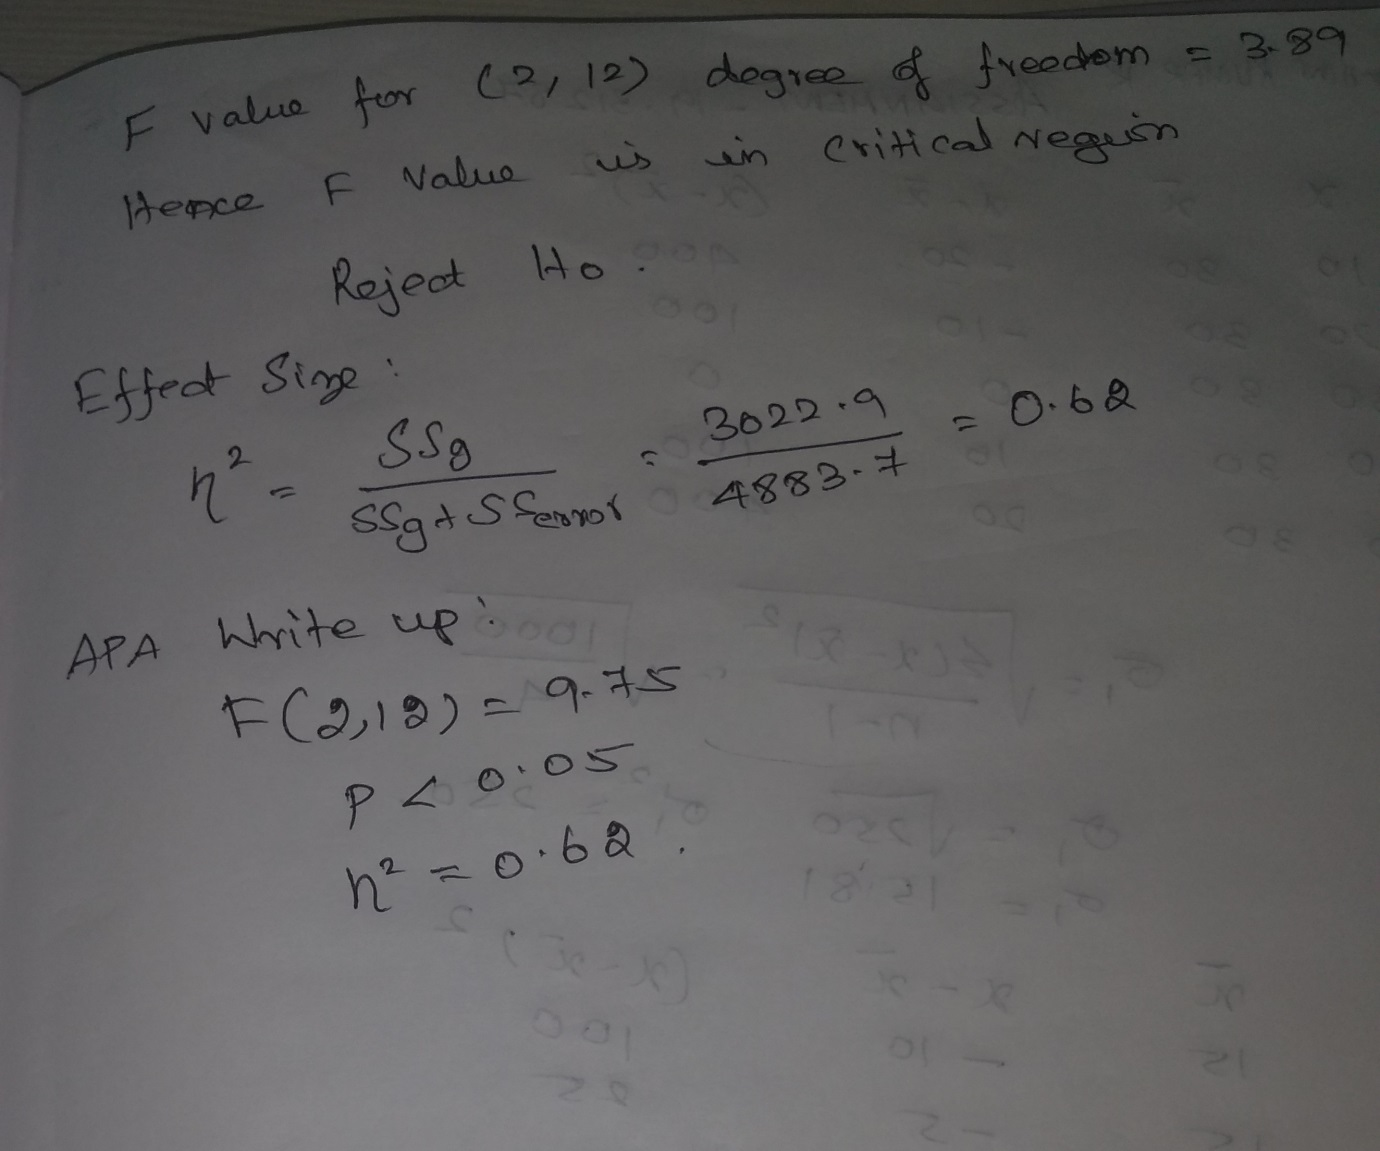 F value for (2, 12) degree of freedom = 3.89
Hence F Value is in critical region
Reject Ho.
Effect Size:
η² = SSg / SSg + SSerror = 3022.9 / 4883.7 = 0.62
APA Write up:
F(2,12) = 9.75
P < 0.05
η² = 0.62.